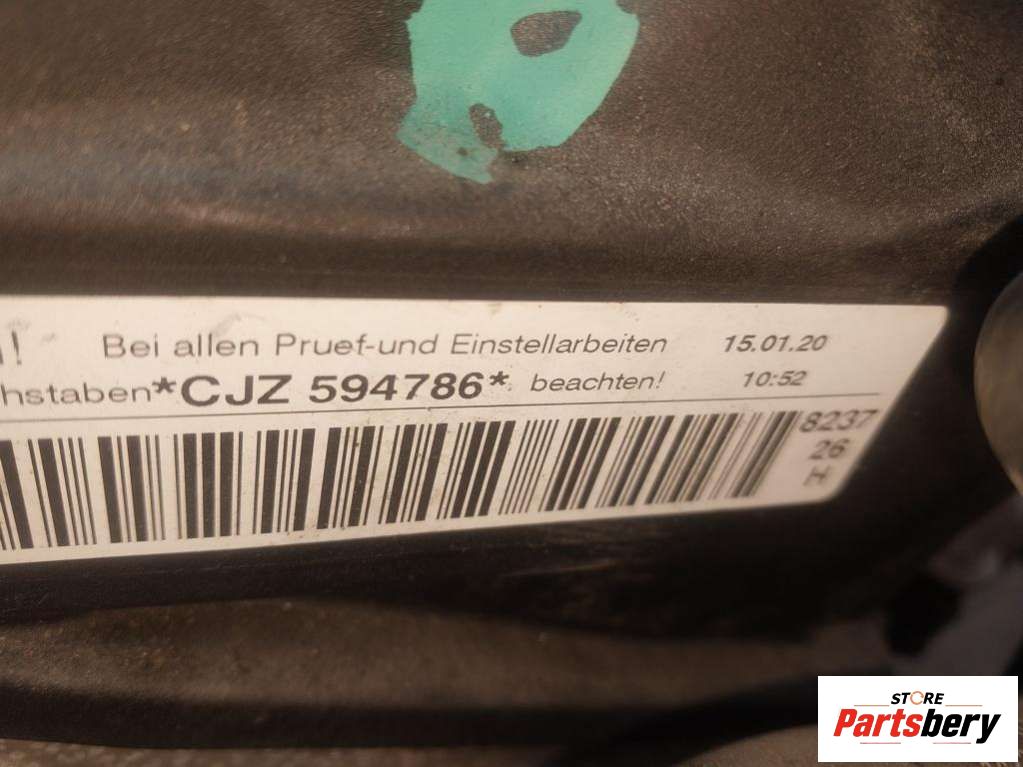 ! Bei allen Pruef-und Einstellarbeiten 15.01.20
hstaben *CJZ 594786* beachten! 10:52
8237
26
H
STORE
Partsbery